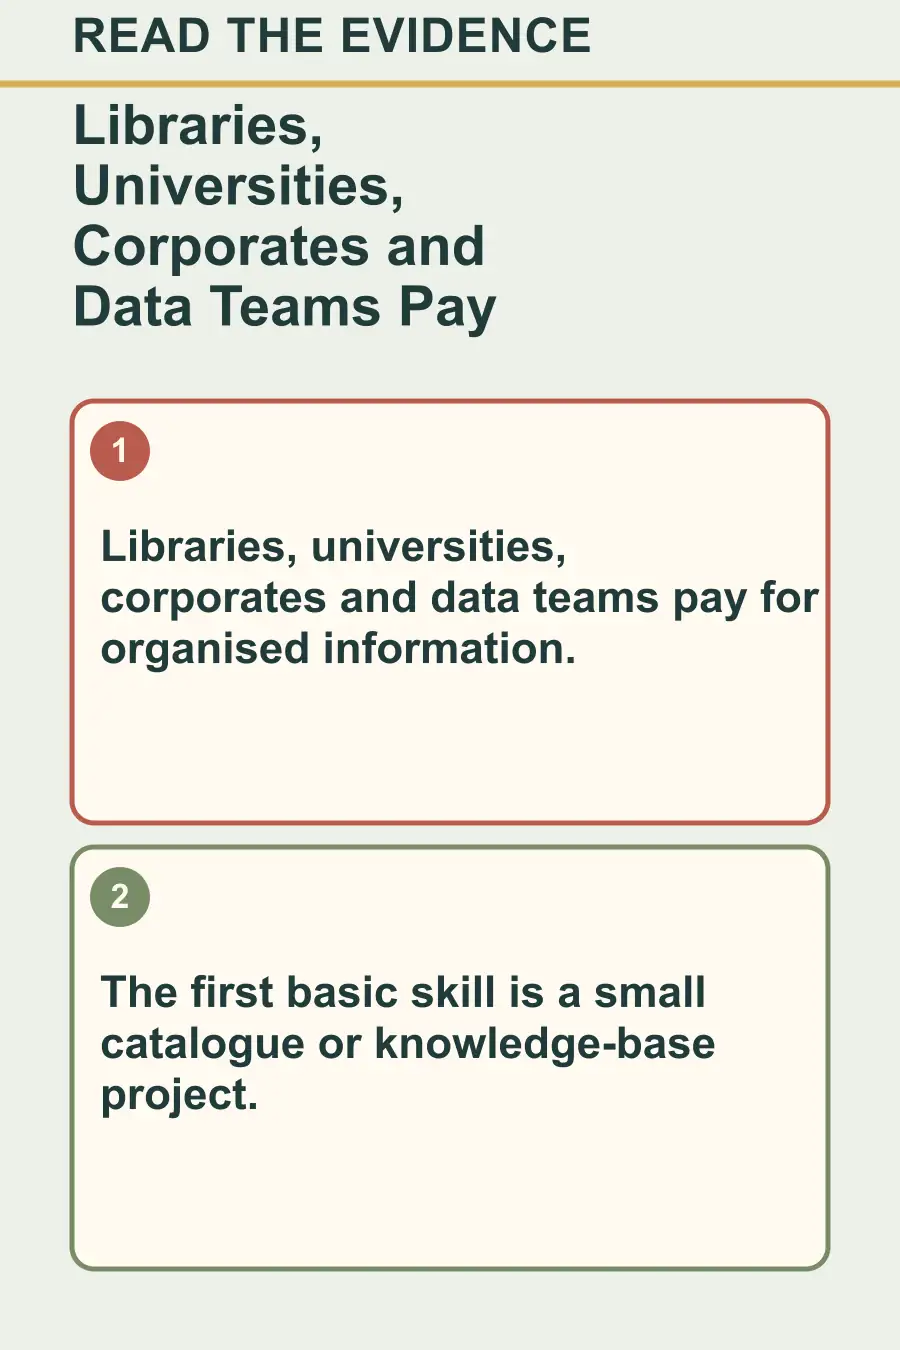 READ THE EVIDENCE
Libraries,
Universities,
Corporates and
Data Teams Pay
1
Libraries, universities,
corporates and data teams pay for
organised information.
2
The first basic skill is a small
catalogue or knowledge-base
project.